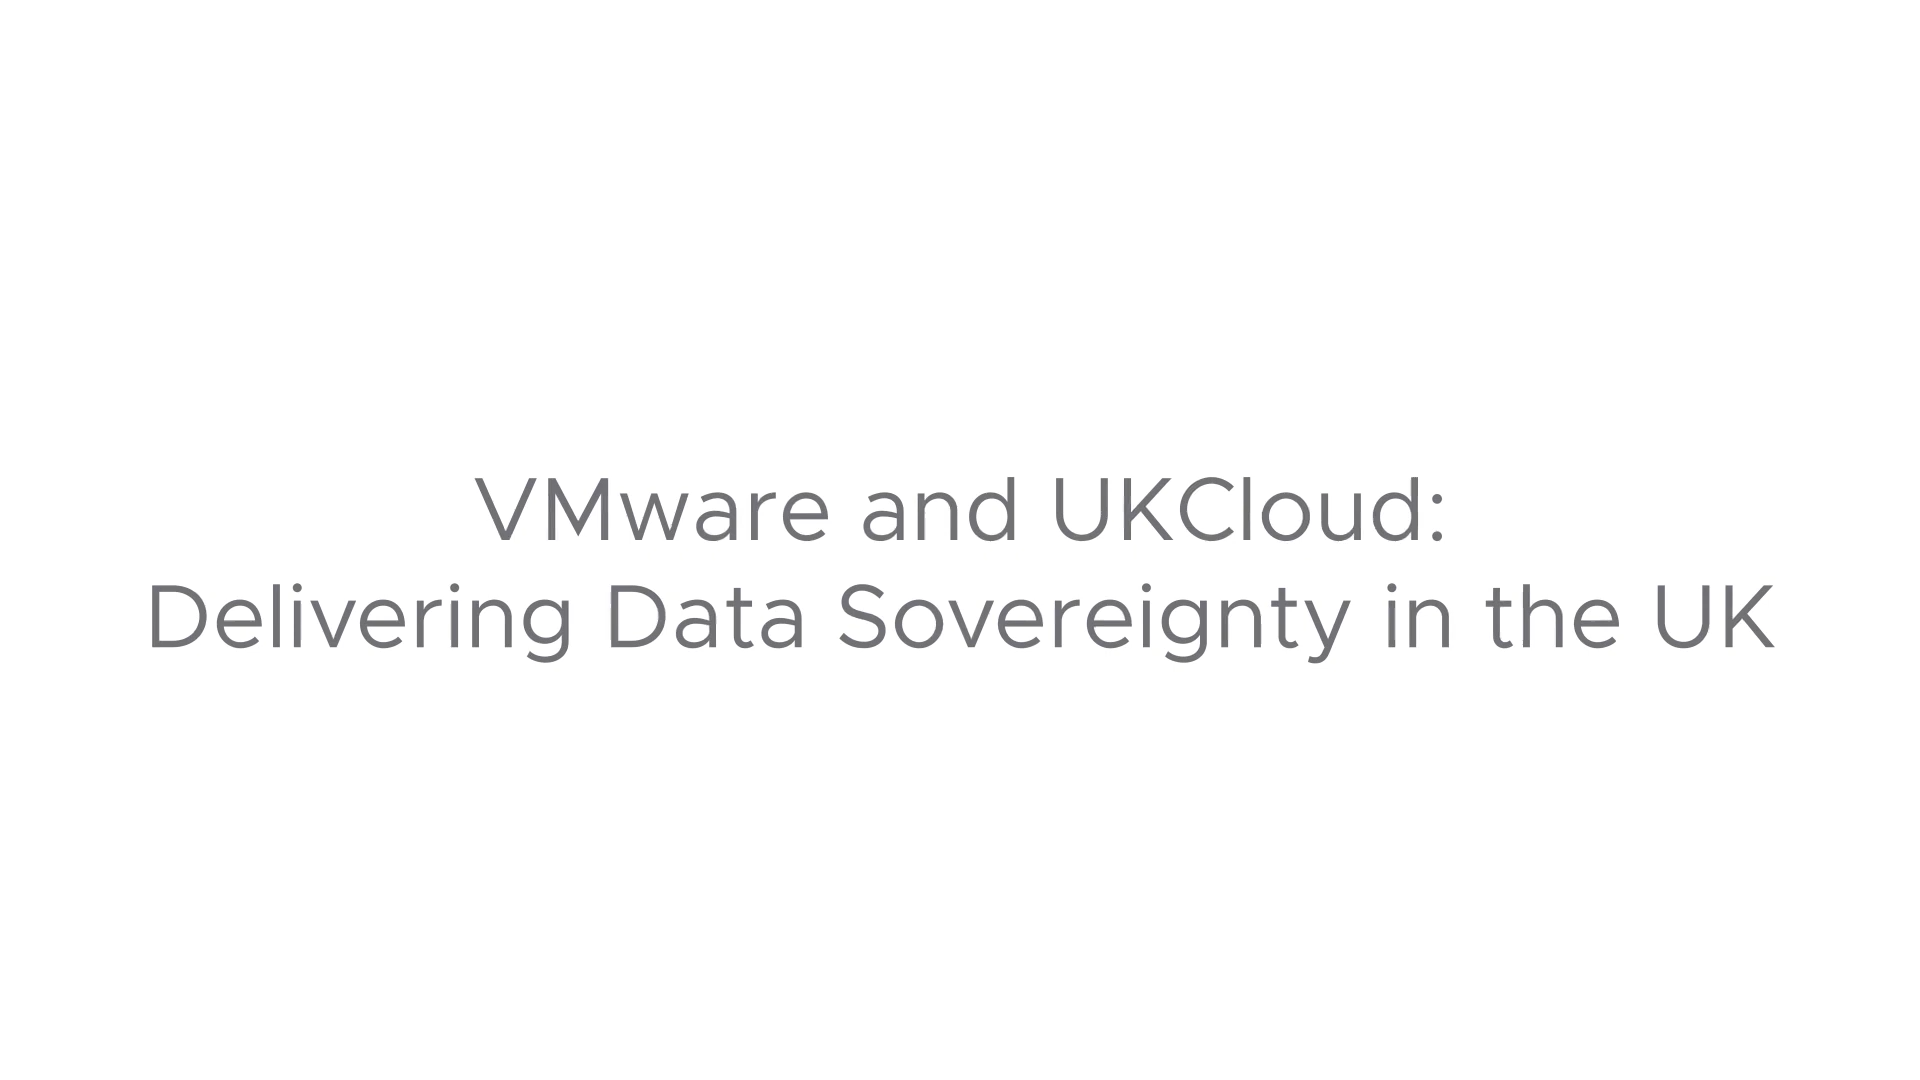 VMware and UKCloud:
Delivering Data Sovereignty in the UK